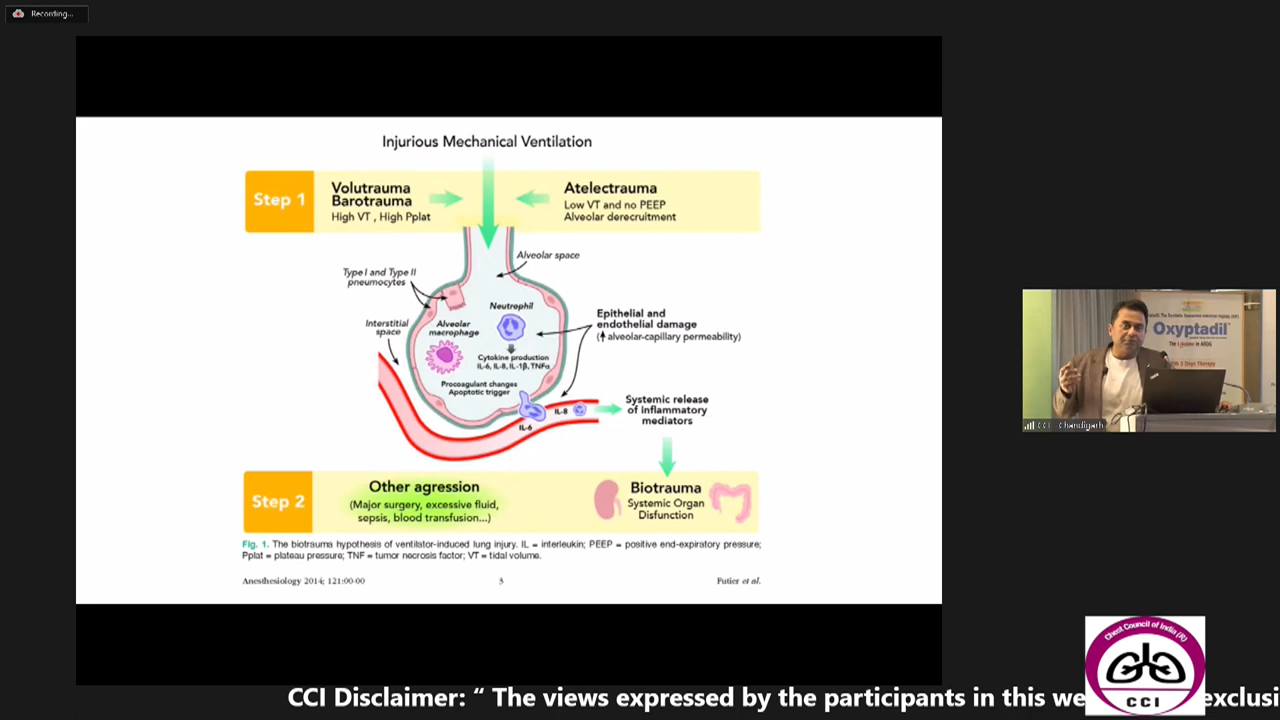 Recording...
Injurious Mechanical Ventilation
Step 1
Volutrauma
Barotrauma
High VT , High Pplat
Atelectrauma
Low VT and no PEEP
Alveolar derecruitment
Alveolar space
Type I and Type II
pneumocytes
Neutrophil
Interstitial
space
Alveolar
macrophage
Epithelial and
endothelial damage
(↑ alveolar-capillary permeability)
Cytokine production
IL-6, IL-8, IL-1β, TNFα
Procoagulant changes
Apoptotic trigger
IL-8
IL-6
Systemic release
of inflammatory
mediators
Step 2
Other agression
(Major surgery, excessive fluid,
sepsis, blood transfusion...)
Biotrauma
Systemic Organ
Disfunction
Fig. 1. The biotrauma hypothesis of ventilator-induced lung injury. IL = interleukin; PEEP = positive end-expiratory pressure;
Pplat = plateau pressure; TNF = tumor necrosis factor; VT = tidal volume.
Anesthesiology 2014; 121:00-00
3
Futier et al.
Oxyptadil
CCI Chandigarh
Chest Council of India (R)
CCI
CCI Disclaimer: “ The views expressed by the participants in this we exclusi